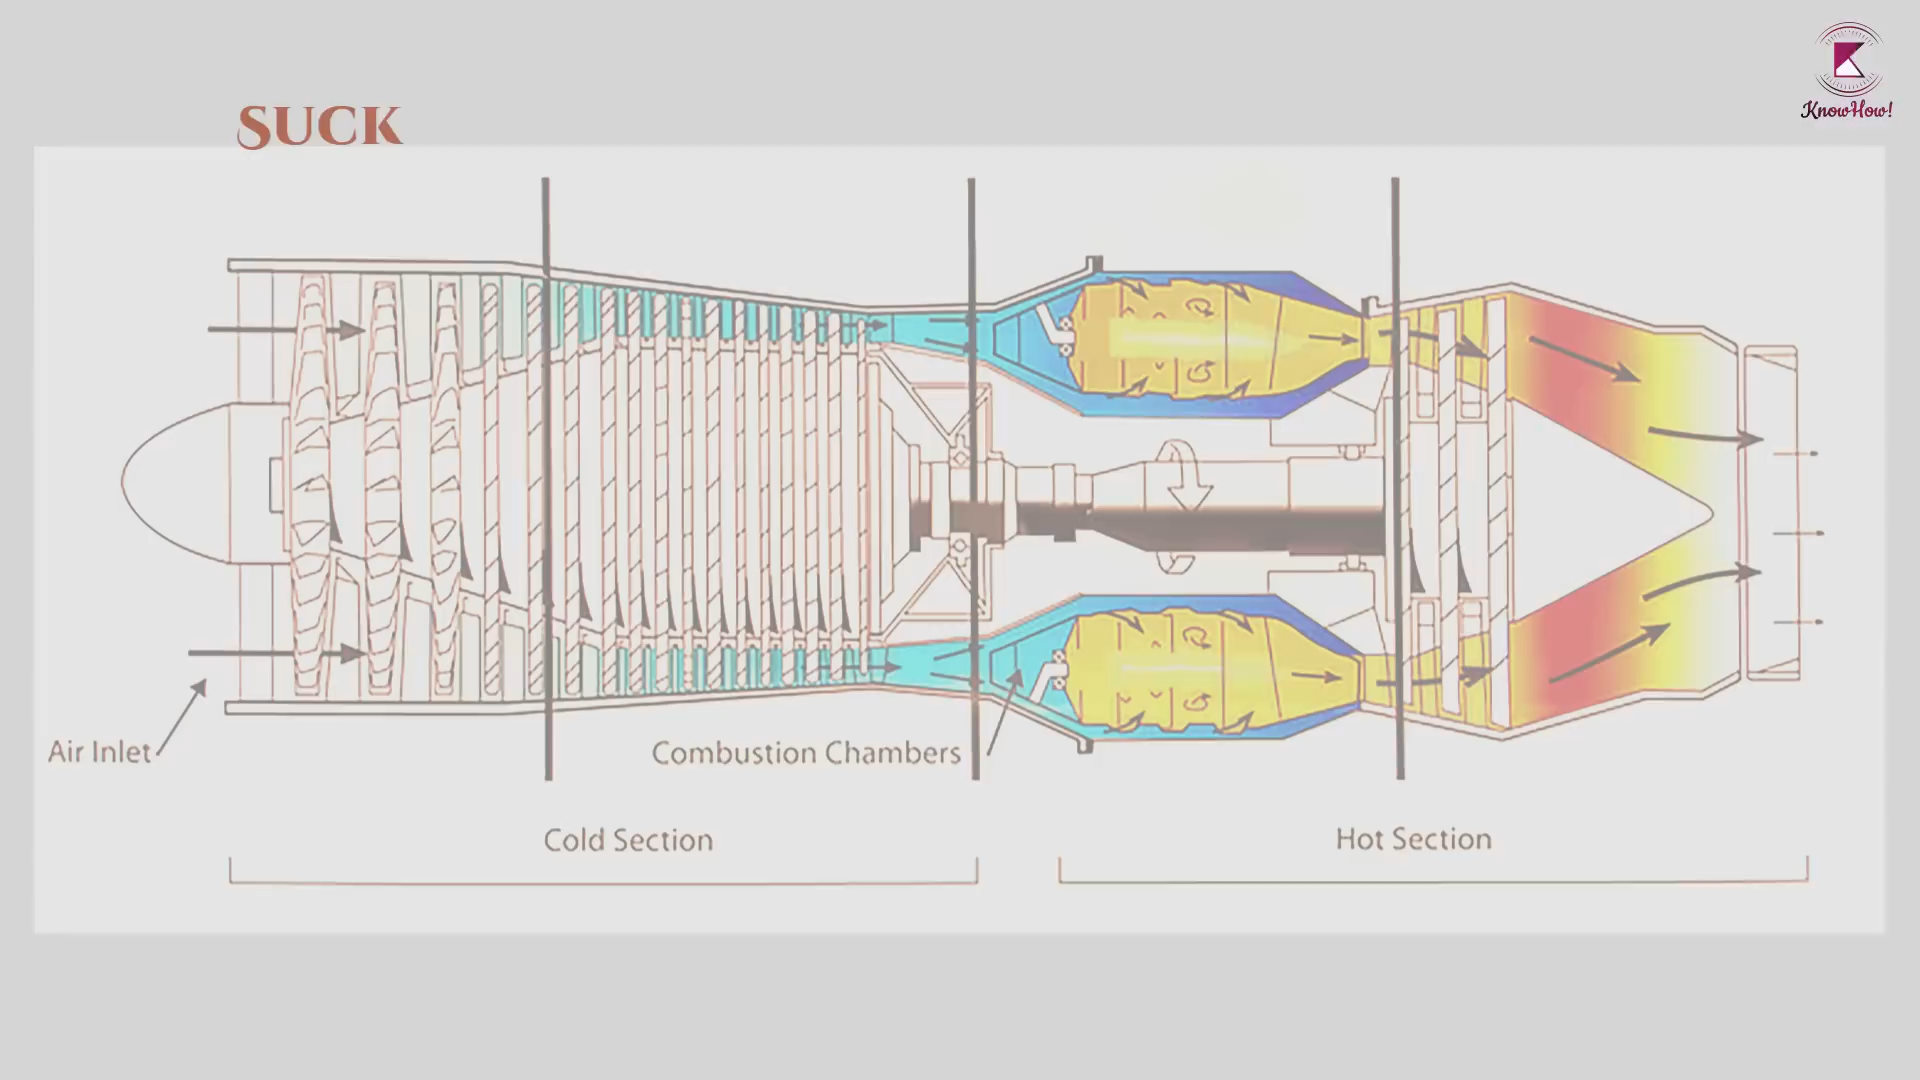 SUCK
KnowHow!
Air Inlet
Combustion Chambers
Cold Section
Hot Section